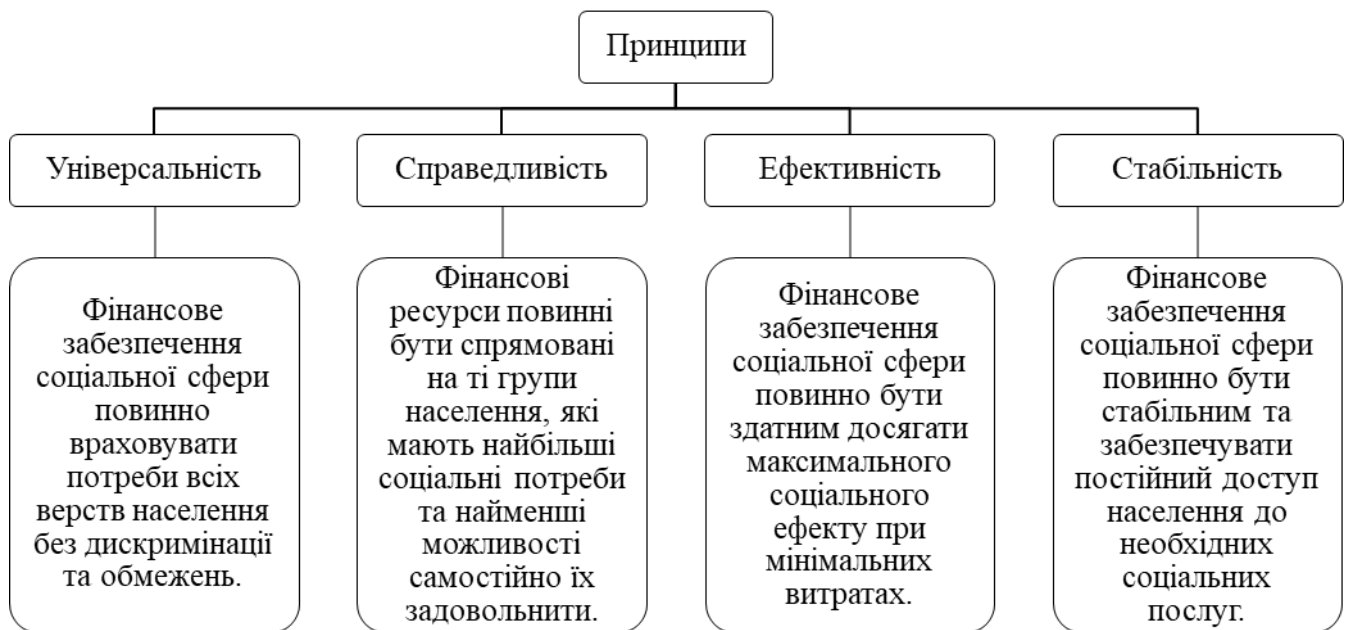 Принципи
Універсальність
Справедливість
Ефективність
Стабільність
Фінансове
забезпечення
соціальної сфери
повинно
враховувати
потреби всіх
верств населення
без дискримінації
та обмежень.
Фінансові
ресурси повинні
бути спрямовані
на ті групи
населення, які
мають найбільші
соціальні потреби
та найменші
можливості
самостійно їх
задовольнити.
Фінансове
забезпечення
соціальної сфери
повинно бути
здатним досягати
максимального
соціального
ефекту при
мінімальних
витратах.
Фінансове
забезпечення
соціальної сфери
повинно бути
стабільним та
забезпечувати
постійний доступ
населення до
необхідних
соціальних
послуг.